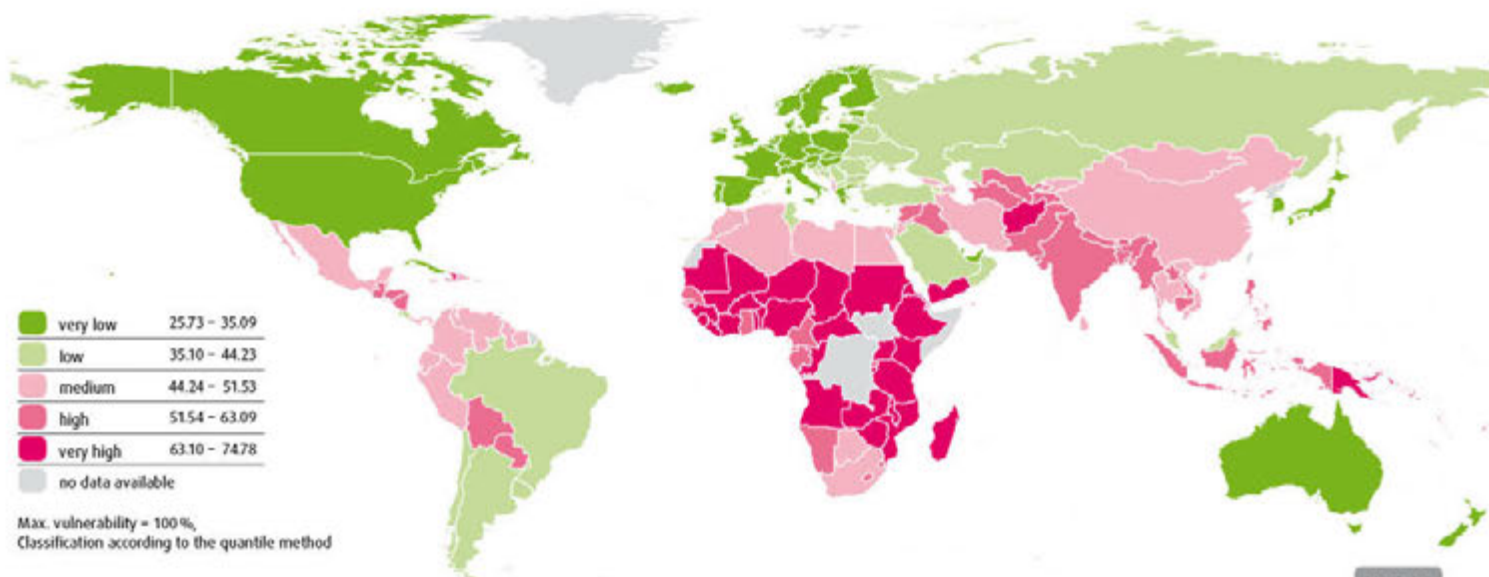 very low 25.73 – 35.09
low 35.10 – 44.23
medium 44.24 – 51.53
high 51.54 – 63.09
very high 63.10 – 74.78
no data available
Max. vulnerability = 100%,
Classification according to the quantile method